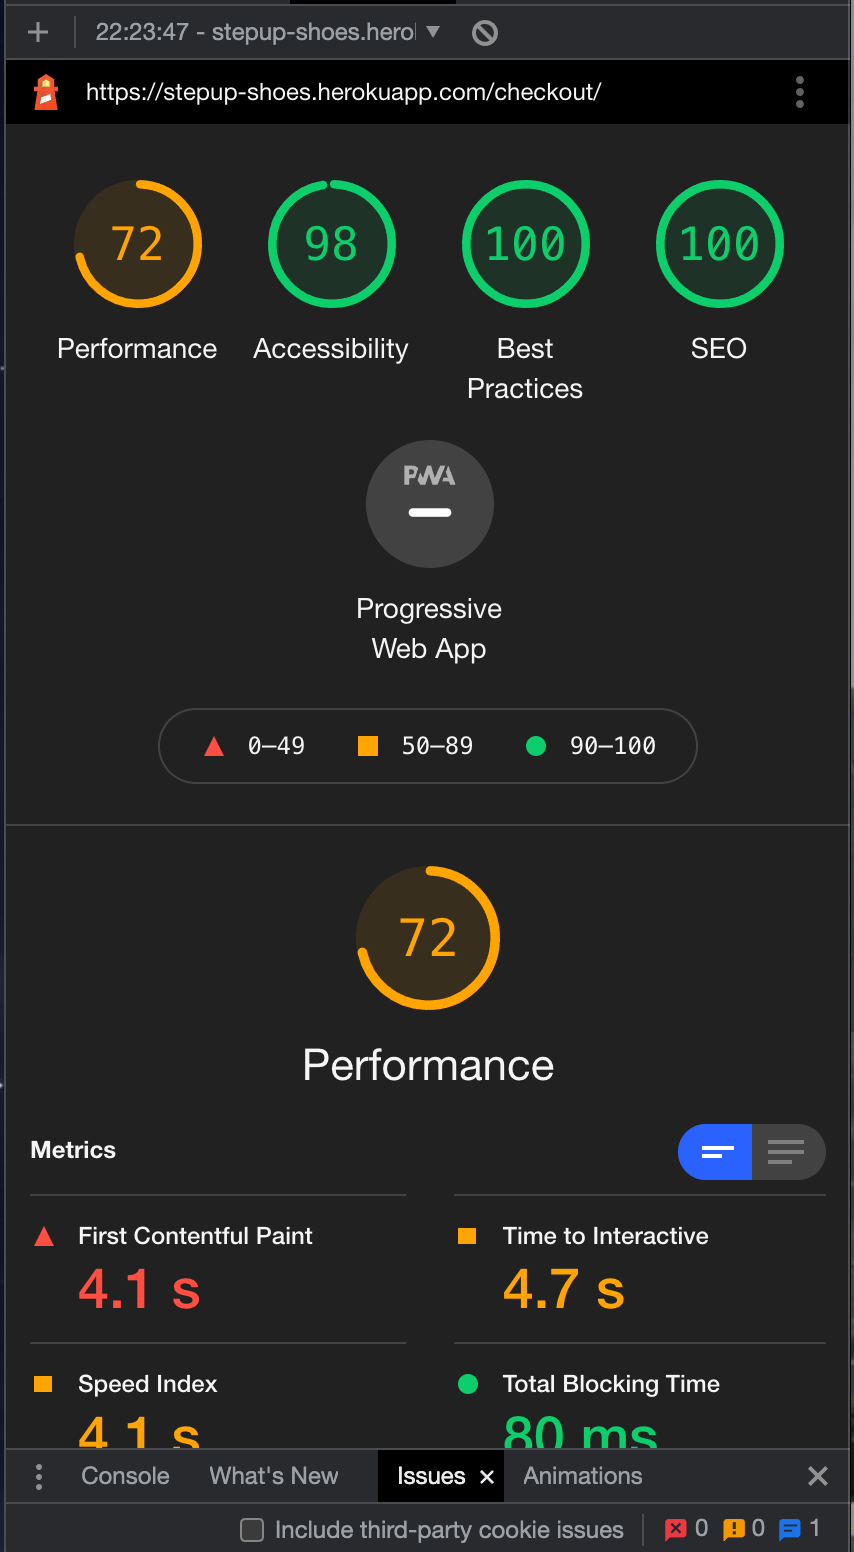 22:23:47 - stepup-shoes.herol
https://stepup-shoes.herokuapp.com/checkout/
72 98 100 100
Performance Accessibility Best Practices SEO
PWA
Progressive
Web App
0–49 50–89 90–100
72
Performance
Metrics
First Contentful Paint
4.1 s
Time to Interactive
4.7 s
Speed Index
4.1 s
Total Blocking Time
80 ms
Console What's New Issues × Animations ×
Include third-party cookie issues 0 0 1